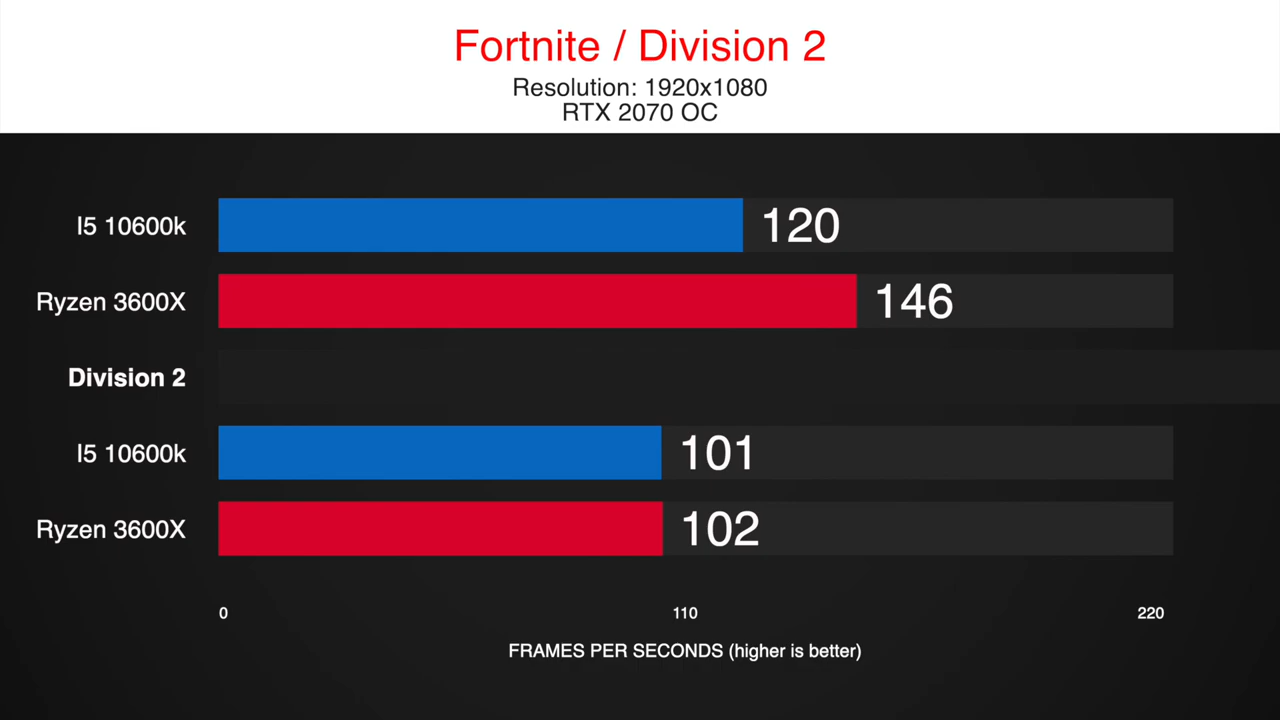 Fortnite / Division 2
Resolution: 1920x1080
RTX 2070 OC
I5 10600k 120
Ryzen 3600X 146
Division 2
I5 10600k 101
Ryzen 3600X 102
0 110 220
FRAMES PER SECONDS (higher is better)